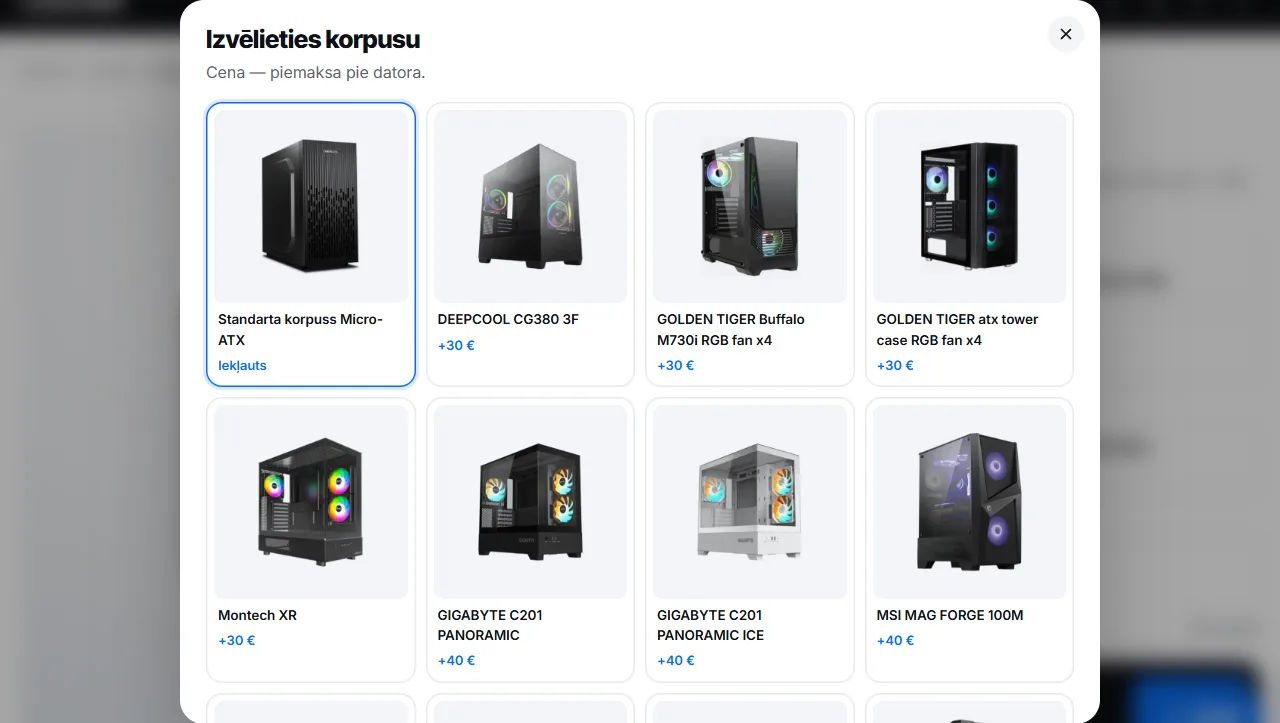 Izvēlieties korpusu
Cena — piemaksa pie datora.
Standarta korpuss Micro-
ATX
Iekļauts
DEEPCOOL CG380 3F
+30 €
GOLDEN TIGER Buffalo
M730i RGB fan x4
+30 €
GOLDEN TIGER atx tower
case RGB fan x4
+30 €
Montech XR
+30 €
GIGABYTE C201
PANORAMIC
+40 €
GIGABYTE C201
PANORAMIC ICE
+40 €
MSI MAG FORGE 100M
+40 €